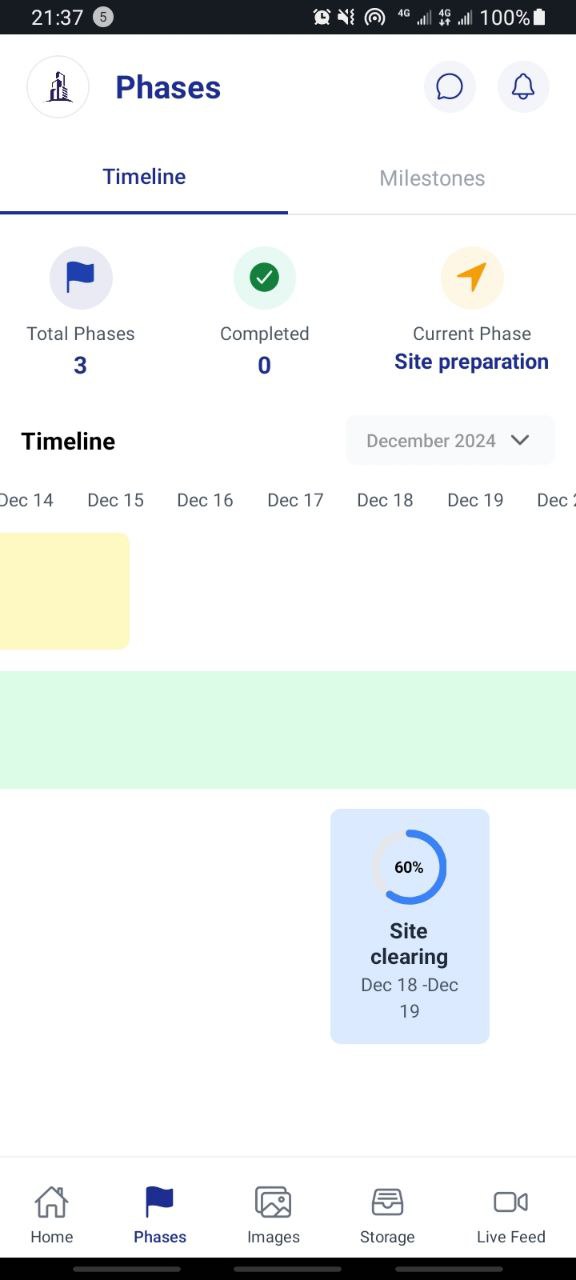 21:37 5 4G 4G 100%
Phases
Timeline Milestones
Total Phases Completed Current Phase
3 0 Site preparation
Timeline December 2024
Dec 14 Dec 15 Dec 16 Dec 17 Dec 18 Dec 19 Dec
60%
Site
clearing
Dec 18 -Dec
19
Home Phases Images Storage Live Feed